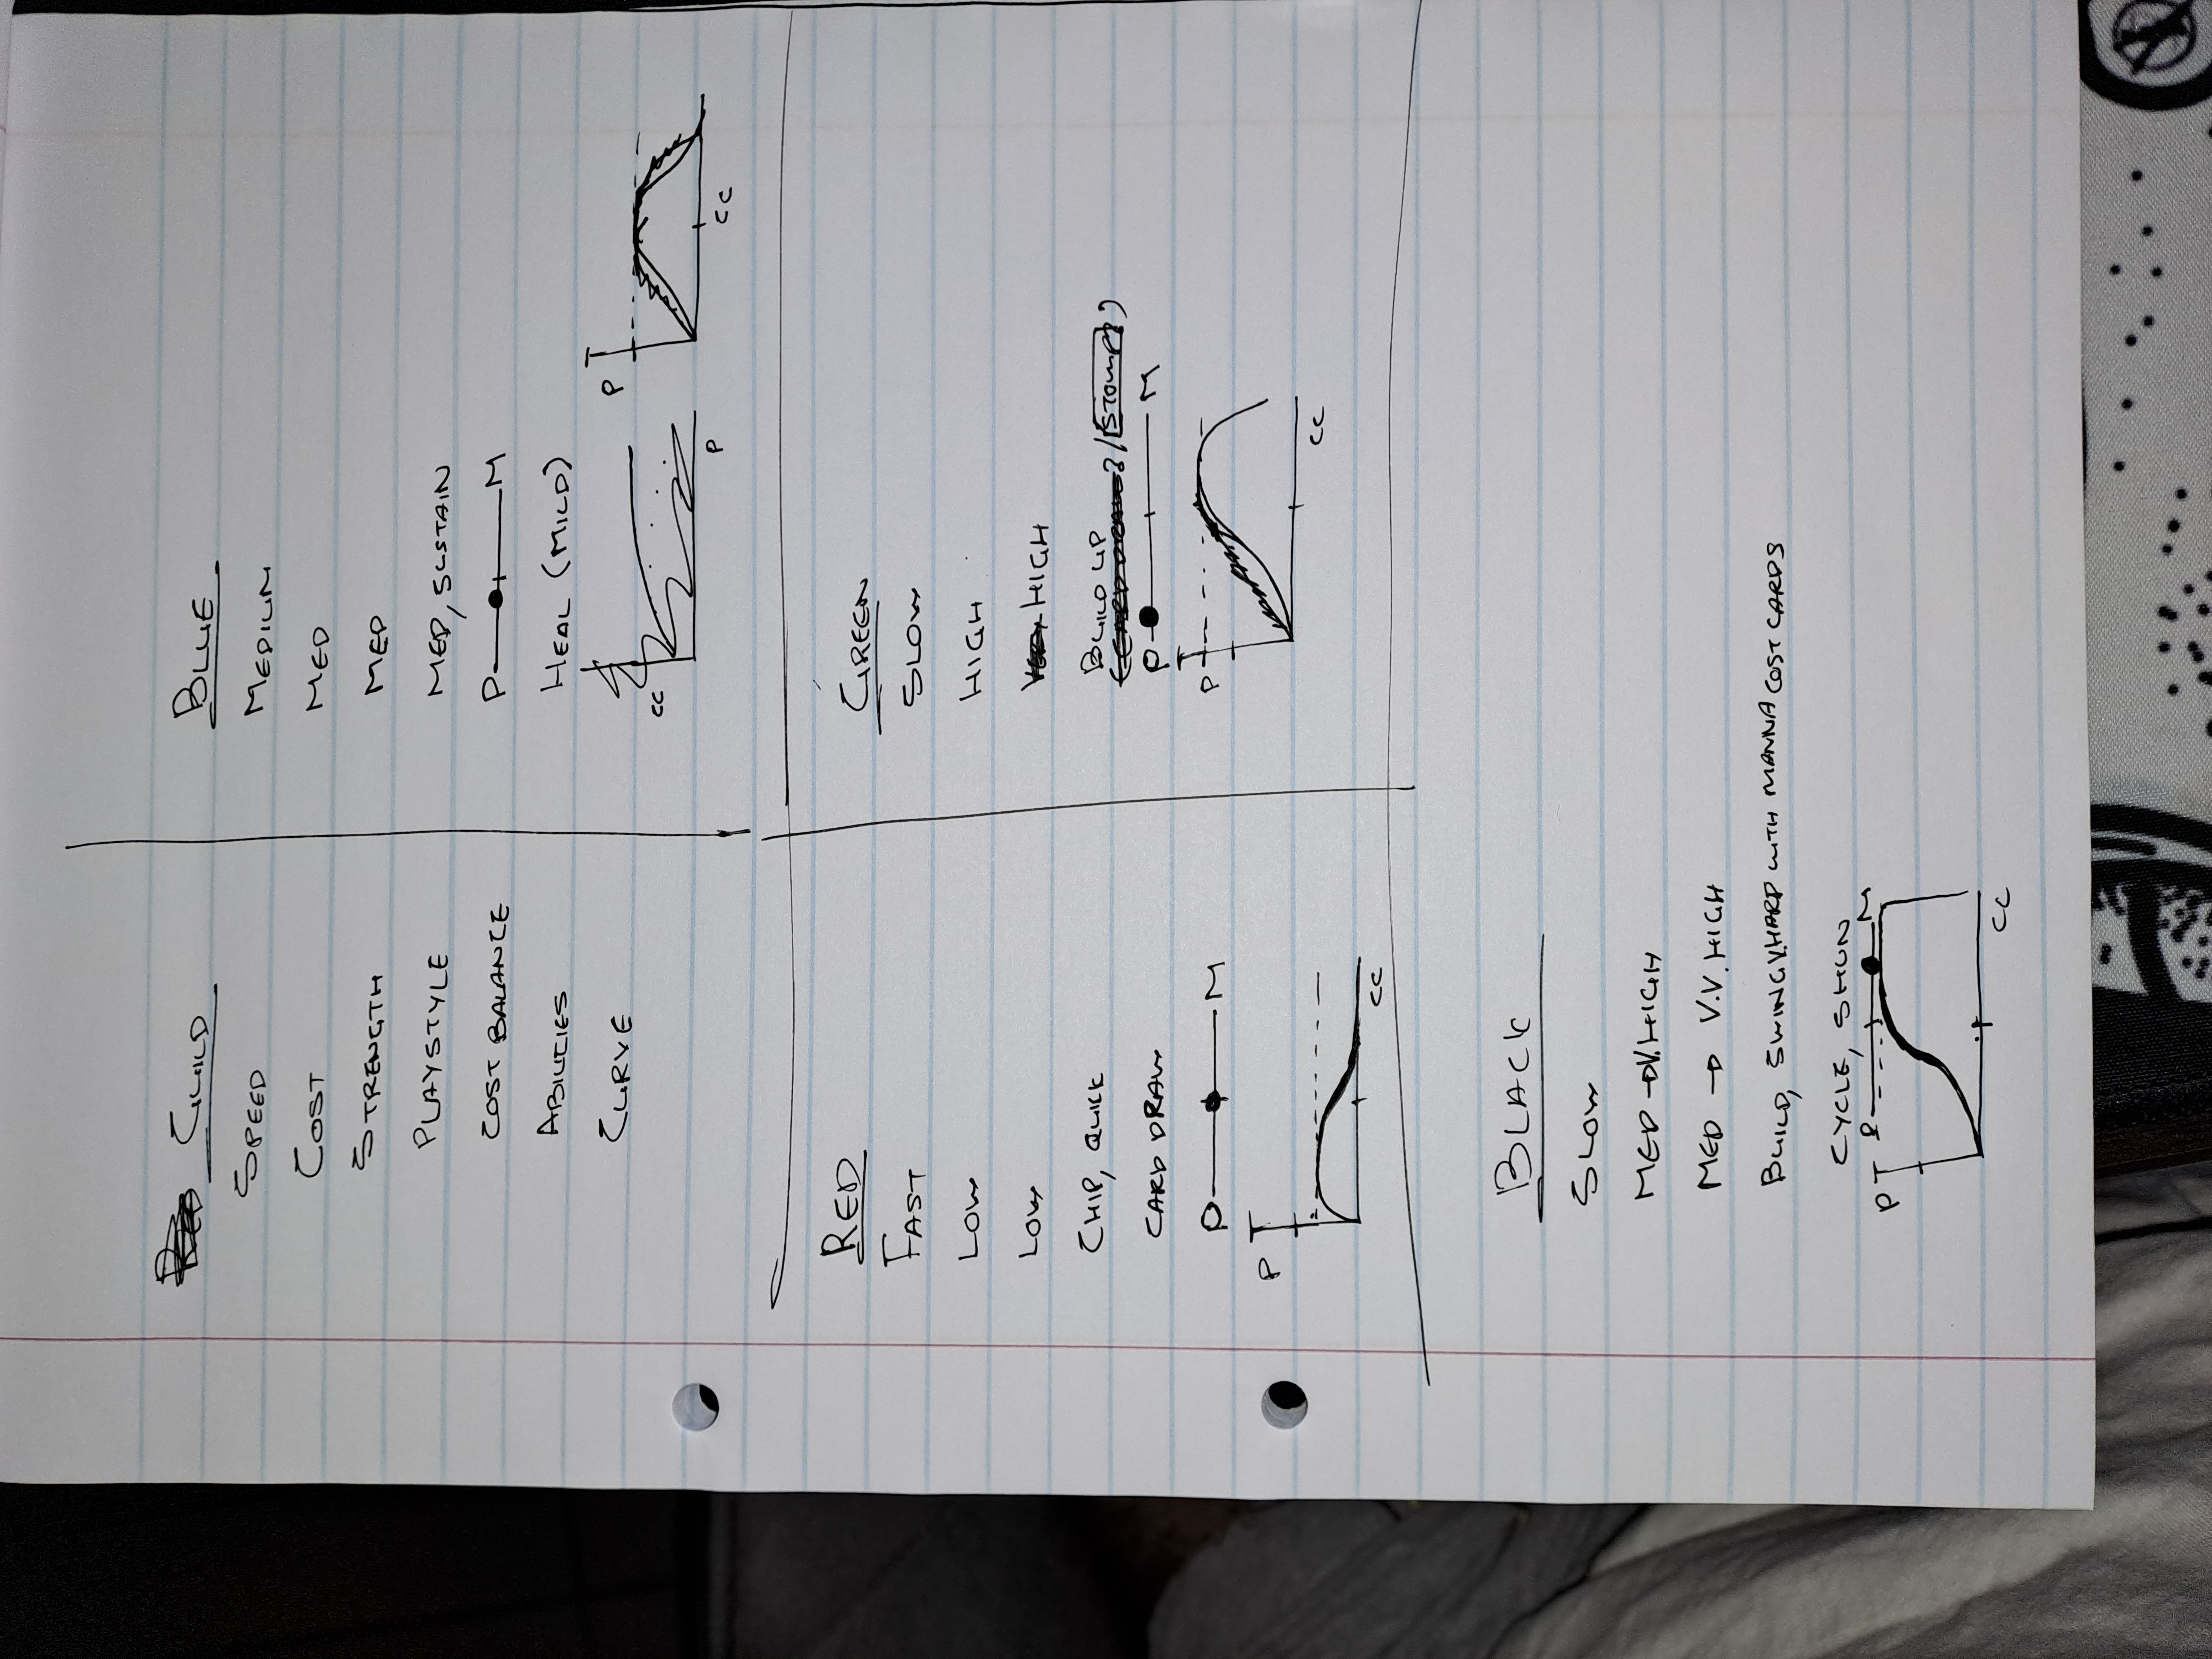 GUILD
SPEED
COST
STRENGTH
PLAYSTYLE
COST BALANCE
ABILITIES
CURVE
BLUE
MEDIUM
MED
MED
MED, SUSTAIN
P M
HEAL (MILD)
CC
P
P
CC
RED
FAST
LOW
LOW
CHIP, QUICK
CARD DRAW
P M
P
CC
GREEN
SLOW
HIGH
HIGH
BUILD UP
(CARD DRAW? / STOMP?)
P M
P
CC
BLACK
SLOW
MED → V.HIGH
MED → V.V.HIGH
BUILD, SWING V.HARD WITH MANNA COST CARDS
CYCLE, SHUN
P M
P
CC